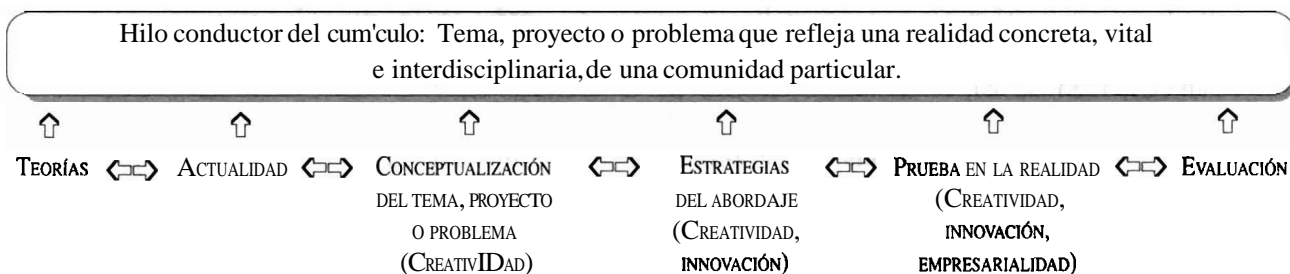 Hilo conductor del cum'culo: Tema, proyecto o problema que refleja una realidad concreta, vital
e interdisciplinaria, de una comunidad particular.
TEORÍAS ACTUALIDAD CONCEPTUALIZACIÓN ESTRATEGIAS PRUEBA EN LA REALIDAD EVALUACIÓN
DEL TEMA, PROYECTO DEL ABORDAJE (CREATIVIDAD,
O PROBLEMA (CREATIVIDAD, INNOVACIÓN,
(CREATIVIDAD) INNOVACIÓN) EMPRESARIALIDAD)